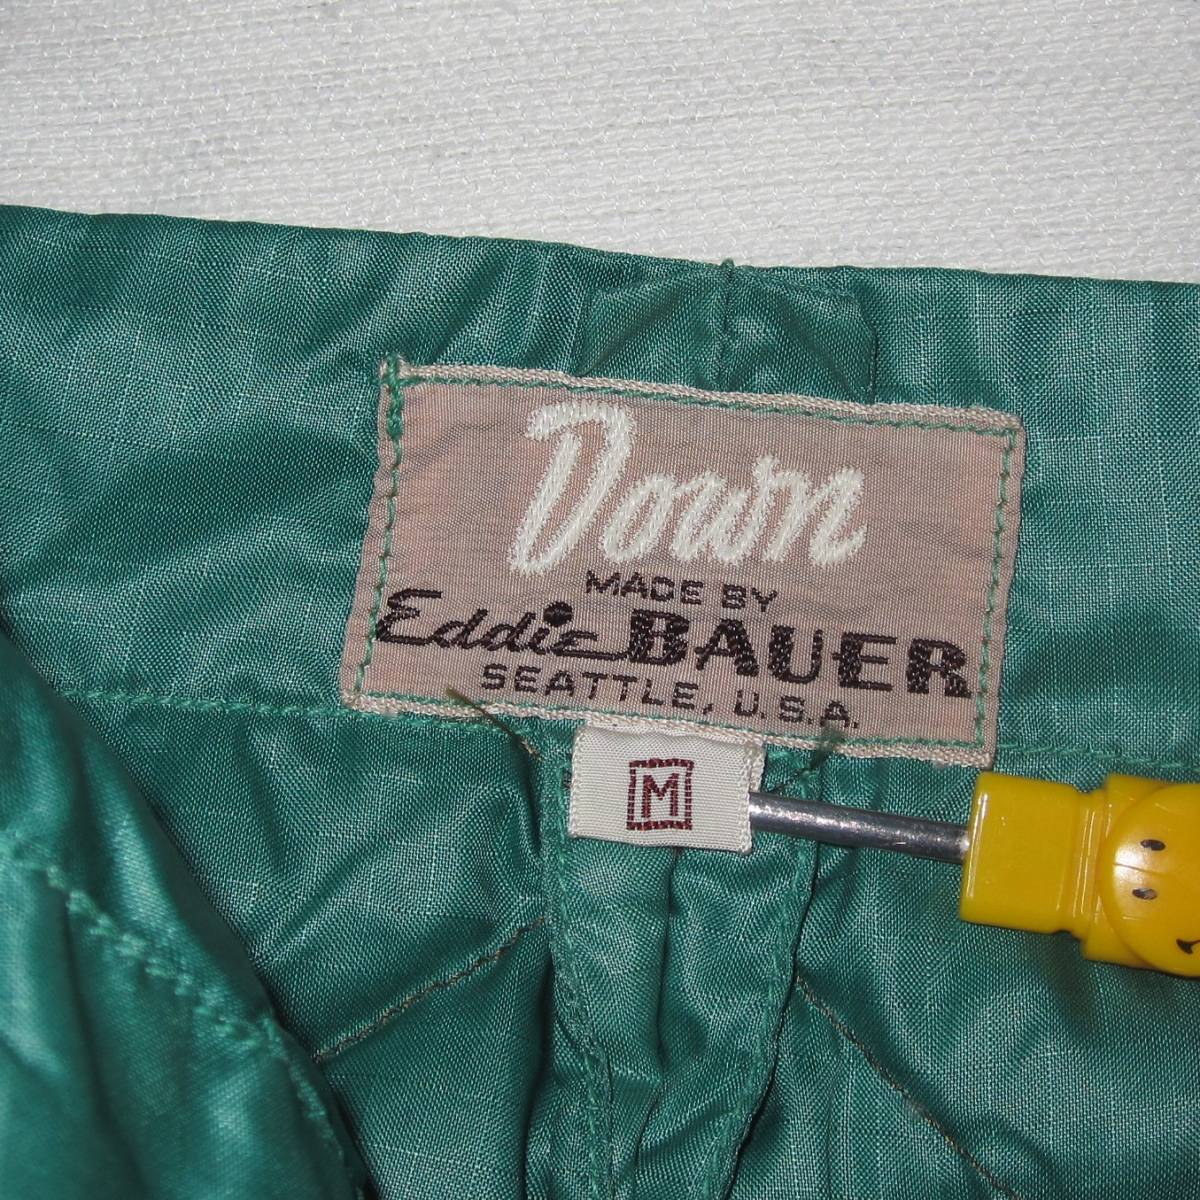 Down
MADE BY
Eddie BAUER
SEATTLE, U.S.A.
M